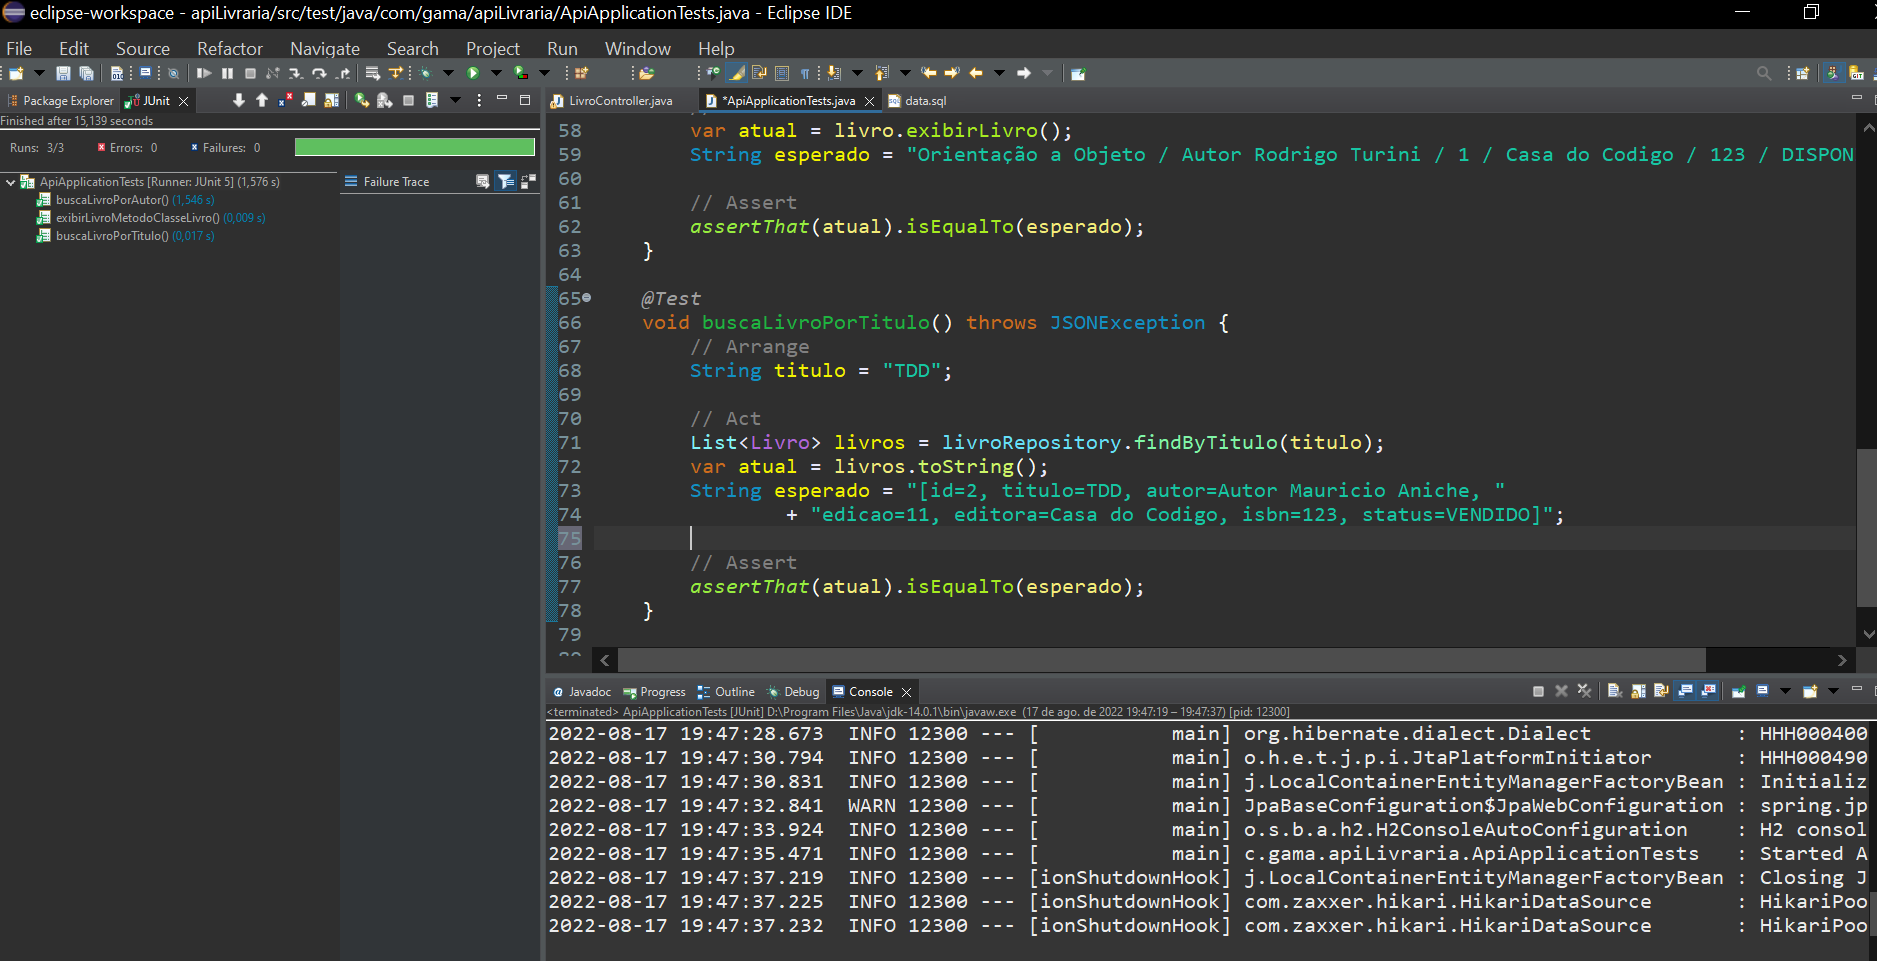 eclipse-workspace - apiLivraria/src/test/java/com/gama/apiLivraria/ApiApplicationTests.java - Eclipse IDE
File Edit Source Refactor Navigate Search Project Run Window Help
Package Explorer JUnit
Finished after 15,139 seconds
Runs: 3/3 Errors: 0 Failures: 0
ApiApplicationTests [Runner: JUnit 5] (1,576 s)
buscaLivroPorAutor() (1,546 s)
exibirLivroMetodoClasseLivro() (0,009 s)
buscaLivroPorTitulo() (0,017 s)
Failure Trace
LivroController.java *ApiApplicationTests.java data.sql
58 var atual = livro.exibirLivro();
59 String esperado = "Orientação a Objeto / Autor Rodrigo Turini / 1 / Casa do Codigo / 123 / DISPON
60
61 // Assert
62 assertThat(atual).isEqualTo(esperado);
63 }
64
65 @Test
66 void buscaLivroPorTitulo() throws JSONException {
67 // Arrange
68 String titulo = "TDD";
69
70 // Act
71 List<Livro> livros = livroRepository.findByTitulo(titulo);
72 var atual = livros.toString();
73 String esperado = "[id=2, titulo=TDD, autor=Autor Mauricio Aniche, "
74 + "edicao=11, editora=Casa do Codigo, isbn=123, status=VENDIDO]";
75
76 // Assert
77 assertThat(atual).isEqualTo(esperado);
78 }
79
Javadoc Progress Outline Debug Console
<terminated> ApiApplicationTests [JUnit] D:\Program Files\Java\jdk-14.0.1\bin\javaw.exe (17 de ago. de 2022 19:47:19 – 19:47:37) [pid: 12300]
2022-08-17 19:47:28.673 INFO 12300 --- [ main] org.hibernate.dialect.Dialect : HHH000400
2022-08-17 19:47:30.794 INFO 12300 --- [ main] o.h.e.t.j.p.i.JtaPlatformInitiator : HHH000490
2022-08-17 19:47:30.831 INFO 12300 --- [ main] j.LocalContainerEntityManagerFactoryBean : Initializ
2022-08-17 19:47:32.841 WARN 12300 --- [ main] JpaBaseConfiguration$JpaWebConfiguration : spring.jp
2022-08-17 19:47:33.924 INFO 12300 --- [ main] o.s.b.a.h2.H2ConsoleAutoConfiguration : H2 consol
2022-08-17 19:47:35.471 INFO 12300 --- [ main] c.gama.apiLivraria.ApiApplicationTests : Started A
2022-08-17 19:47:37.219 INFO 12300 --- [ionShutdownHook] j.LocalContainerEntityManagerFactoryBean : Closing J
2022-08-17 19:47:37.225 INFO 12300 --- [ionShutdownHook] com.zaxxer.hikari.HikariDataSource : HikariPoo
2022-08-17 19:47:37.232 INFO 12300 --- [ionShutdownHook] com.zaxxer.hikari.HikariDataSource : HikariPoo